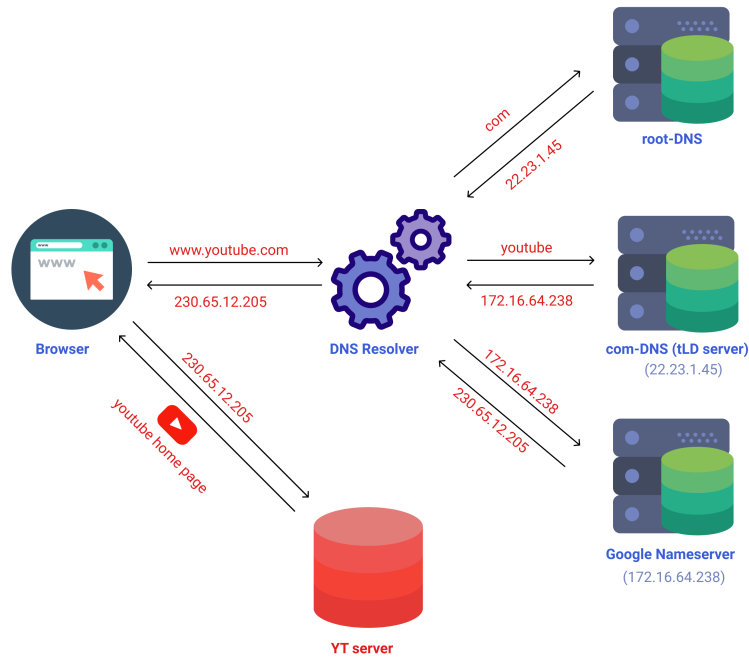 com
22.23.1.45
root-DNS
www
www
www.youtube.com
230.65.12.205
Browser
DNS Resolver
youtube
172.16.64.238
com-DNS (tLD server)
(22.23.1.45)
230.65.12.205
youtube home page
172.16.64.238
230.65.12.205
Google Nameserver
(172.16.64.238)
YT server